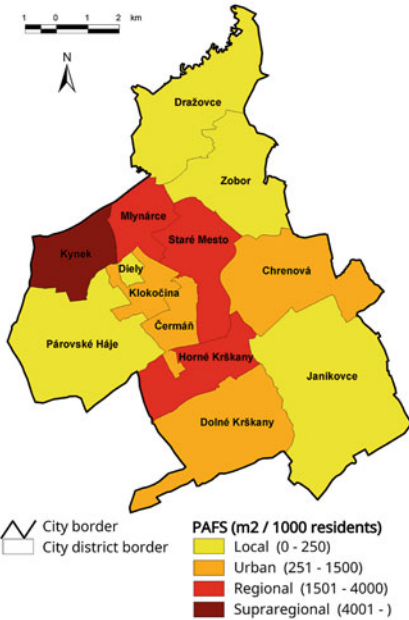 1 0 1 2 km
N
Dražovce
Zobor
Mlynárce
Staré Mesto
Kynek
Diely
Chrenová
Klokočina
Čermáň
Párovské Háje
Horné Krškany
Janíkovce
Dolné Krškany
City border
City district border
PAFS (m2 / 1000 residents)
Local (0 - 250)
Urban (251 - 1500)
Regional (1501 - 4000)
Supraregional (4001 - )